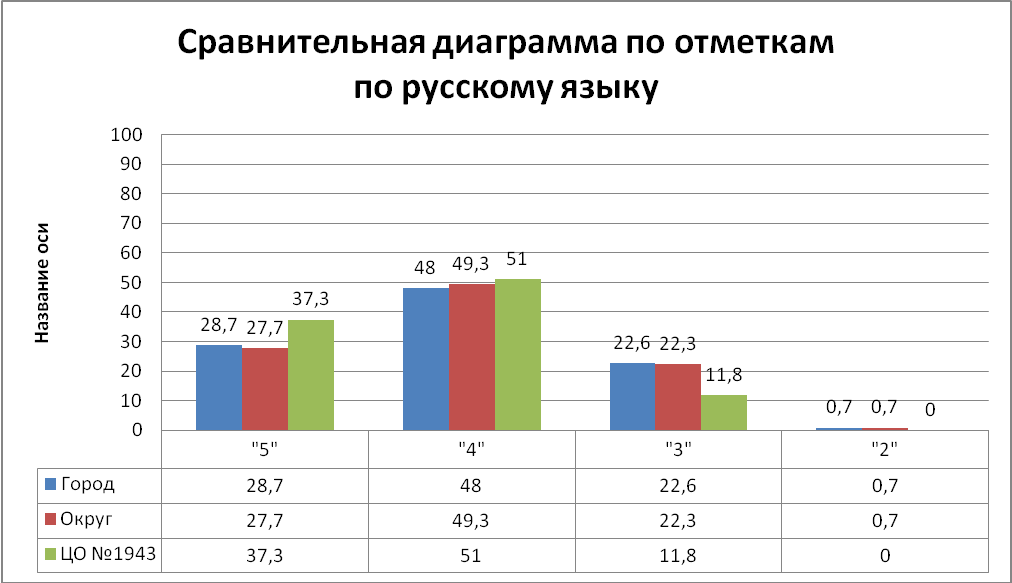 Сравнительная диаграмма по отметкам
по русскому языку
Название оси
100
90
80
70
60
50
40
30
20
10
0
28,7 27,7 37,3
48 49,3 51
22,6 22,3 11,8
0,7 0,7 0
"5" "4" "3" "2"
Город 28,7 48 22,6 0,7
Округ 27,7 49,3 22,3 0,7
ЦО №1943 37,3 51 11,8 0